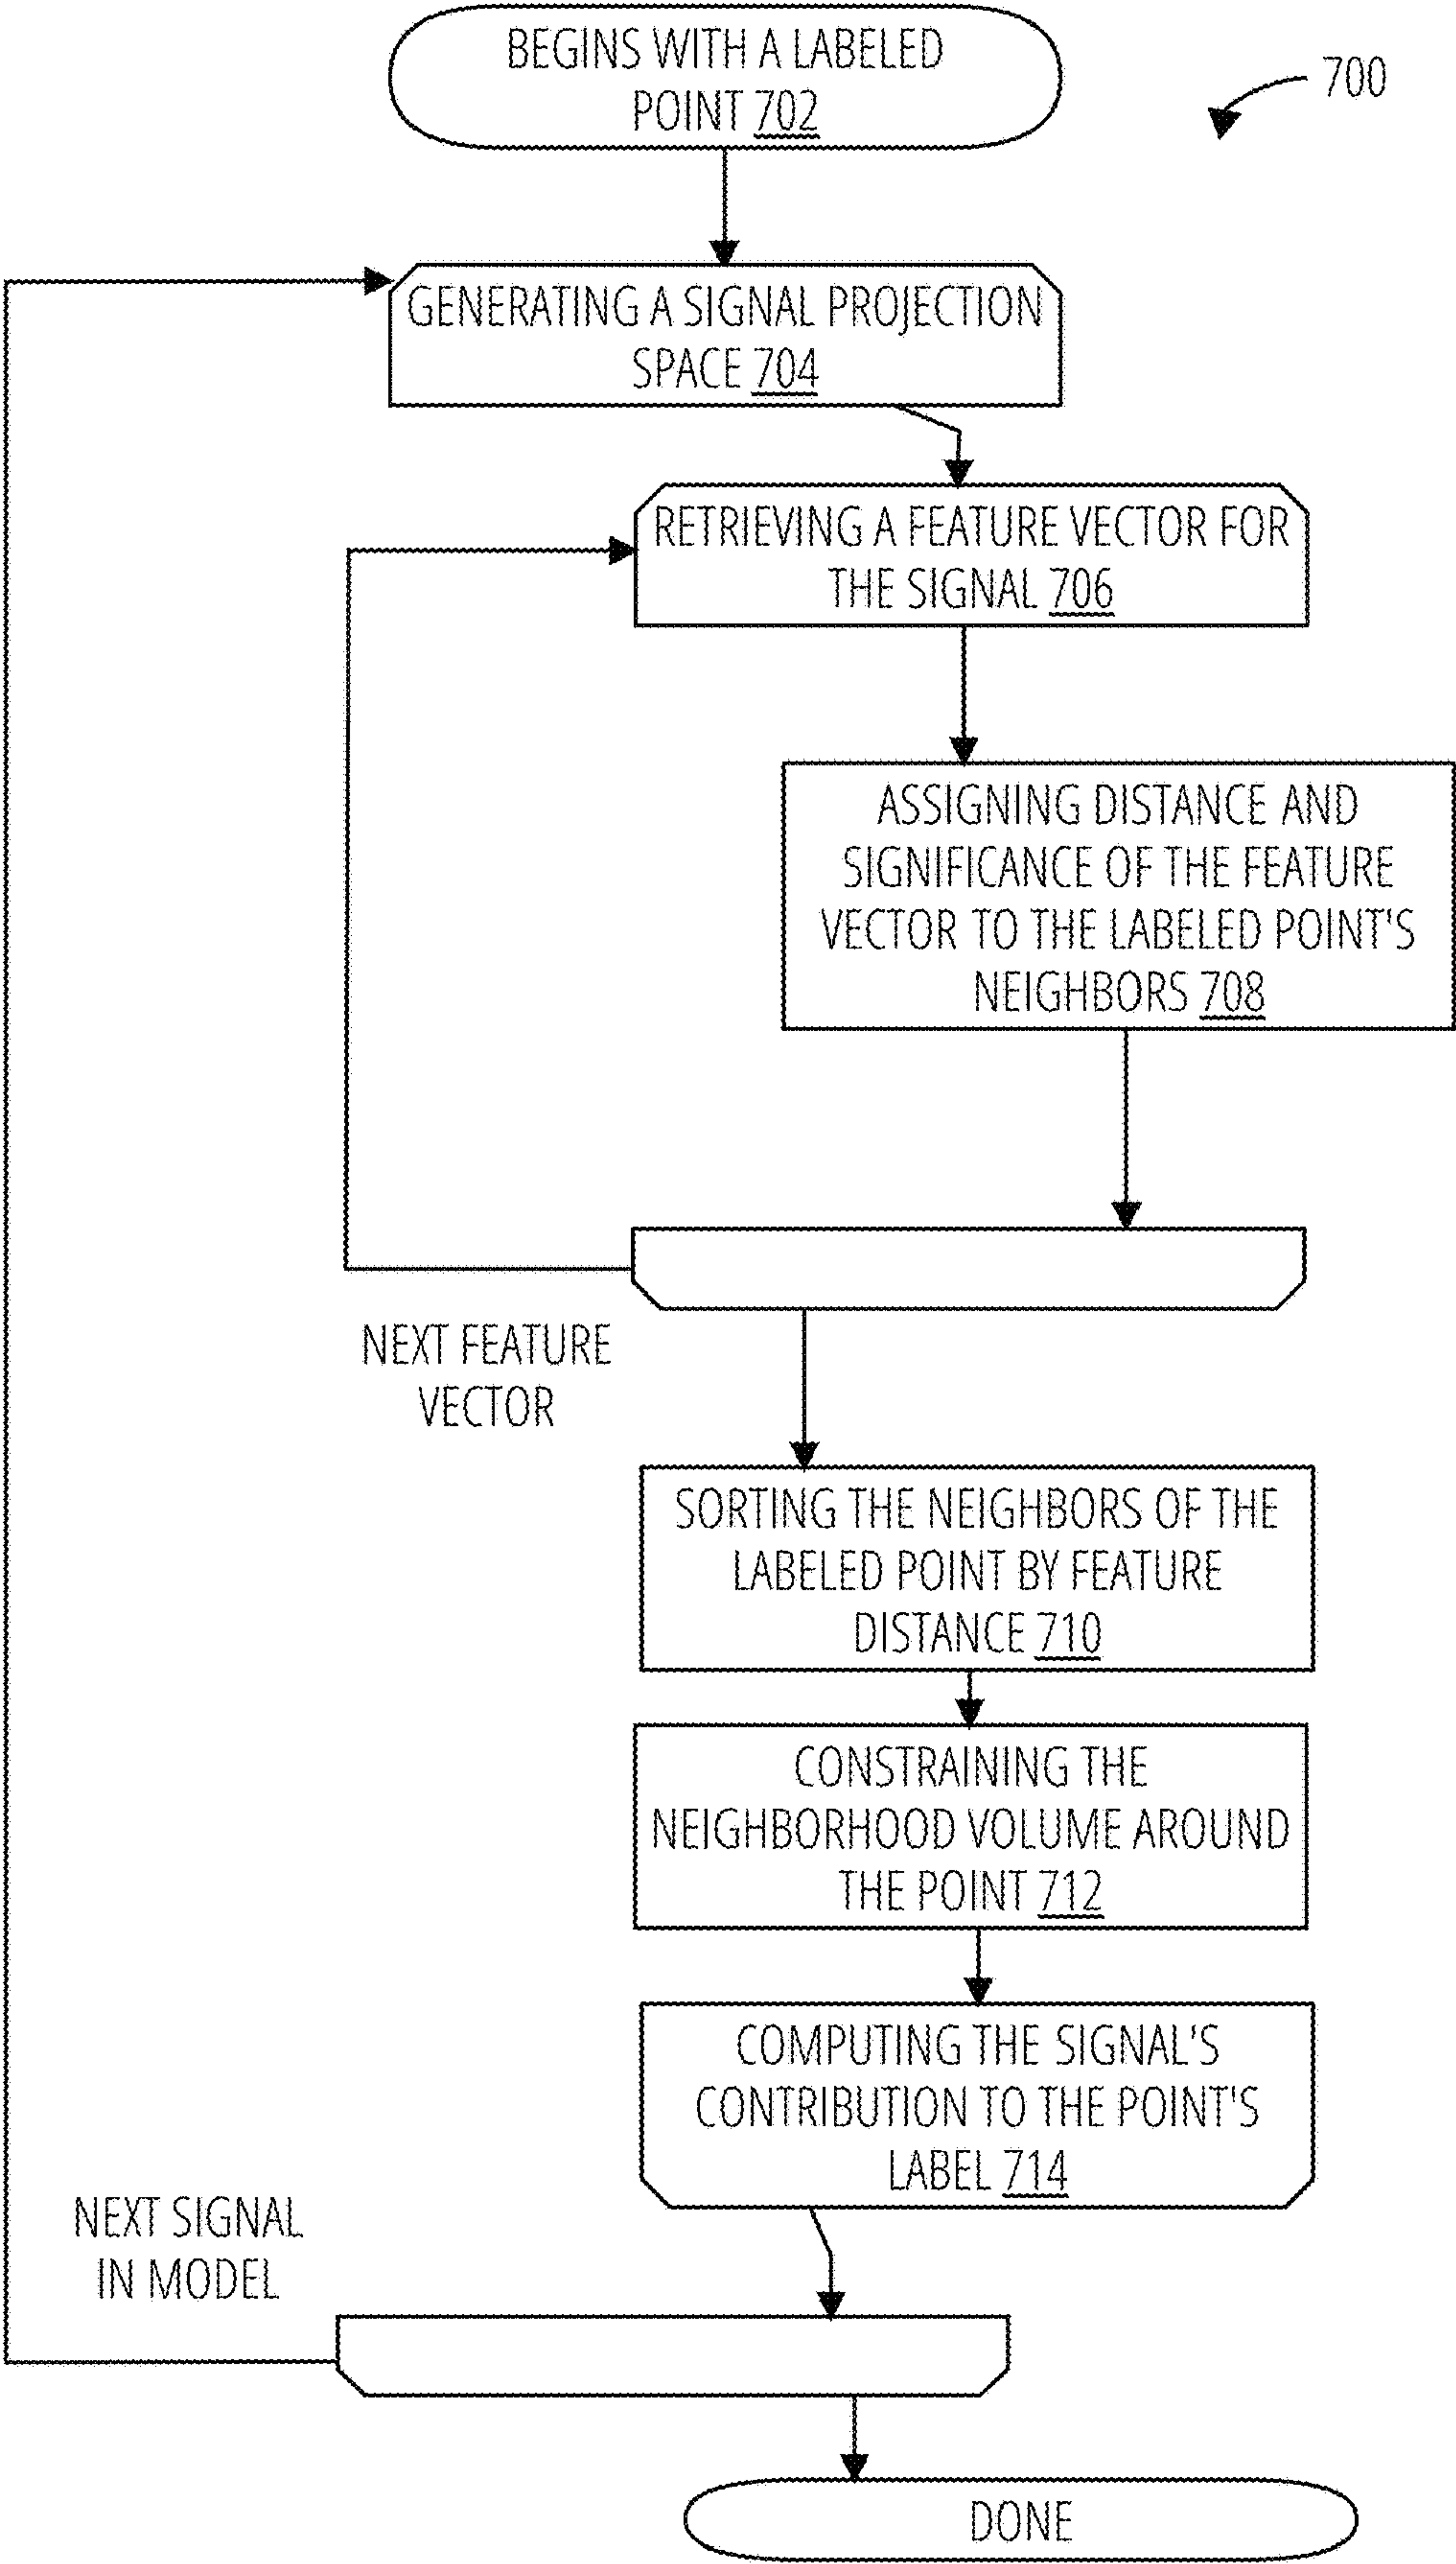 BEGINS WITH A LABELED
POINT 702
700
GENERATING A SIGNAL PROJECTION
SPACE 704
RETRIEVING A FEATURE VECTOR FOR
THE SIGNAL 706
ASSIGNING DISTANCE AND
SIGNIFICANCE OF THE FEATURE
VECTOR TO THE LABELED POINT'S
NEIGHBORS 708
NEXT FEATURE
VECTOR
SORTING THE NEIGHBORS OF THE
LABELED POINT BY FEATURE
DISTANCE 710
CONSTRAINING THE
NEIGHBORHOOD VOLUME AROUND
THE POINT 712
COMPUTING THE SIGNAL'S
CONTRIBUTION TO THE POINT'S
LABEL 714
NEXT SIGNAL
IN MODEL
DONE